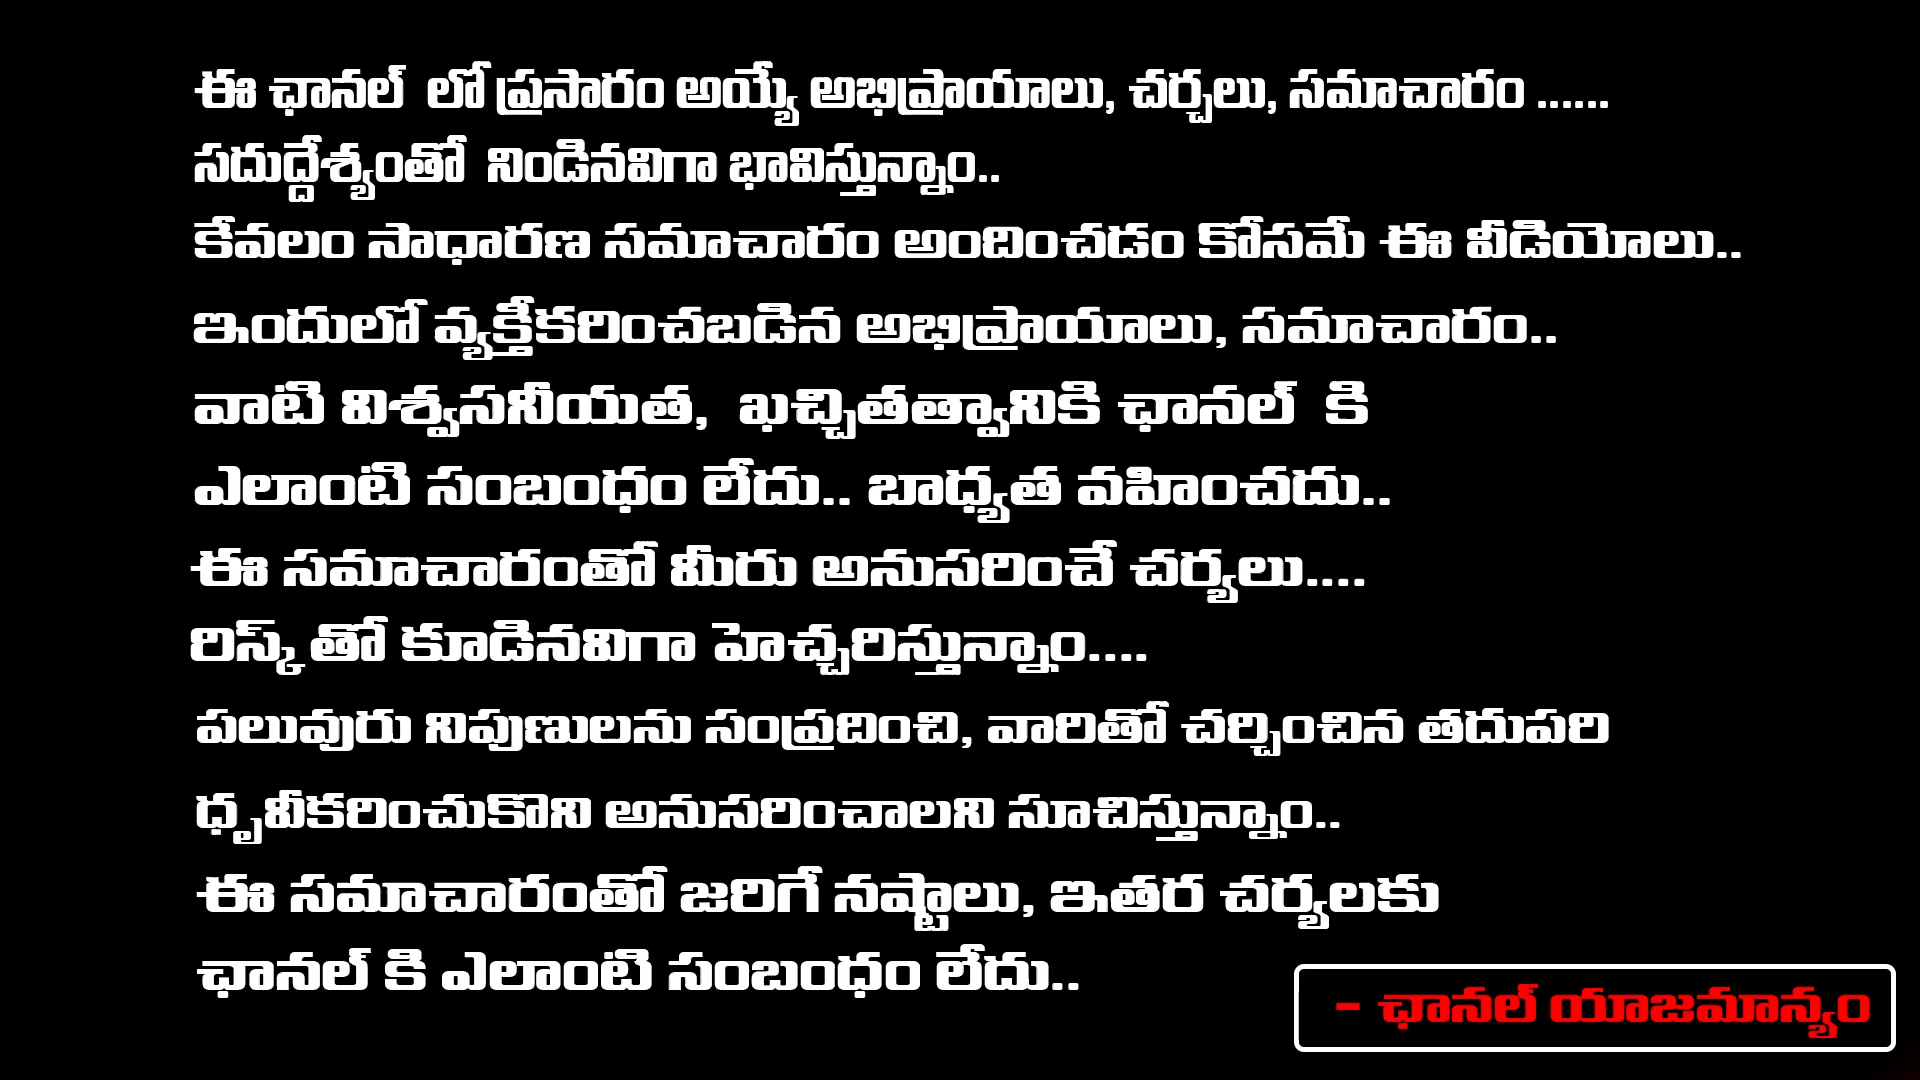 ఈ ఛానల్ లో ప్రసారం అయ్యే అభిప్రాయాలు, చర్చలు, సమాచారం ......
సదుద్దేశ్యంతో నిండినవిగా భావిస్తున్నాం..
కేవలం సాధారణ సమాచారం అందించడం కోసమే ఈ వీడియోలు..
ఇందులో వ్యక్తీకరించబడిన అభిప్రాయాలు, సమాచారం..
వాటి విశ్వసనీయత, ఖచ్చితత్వానికి ఛానల్ కి
ఎలాంటి సంబంధం లేదు.. బాధ్యత వహించదు..
ఈ సమాచారంతో మీరు అనుసరించే చర్యలు....
రిస్క్ తో కూడినవిగా హెచ్చరిస్తున్నాం....
పలువురు నిపుణులను సంప్రదించి, వారితో చర్చించిన తదుపరి
ధృవీకరించుకొని అనుసరించాలని సూచిస్తున్నాం..
ఈ సమాచారంతో జరిగే నష్టాలు, ఇతర చర్యలకు
ఛానల్ కి ఎలాంటి సంబంధం లేదు..
- ఛానల్ యాజమాన్యం